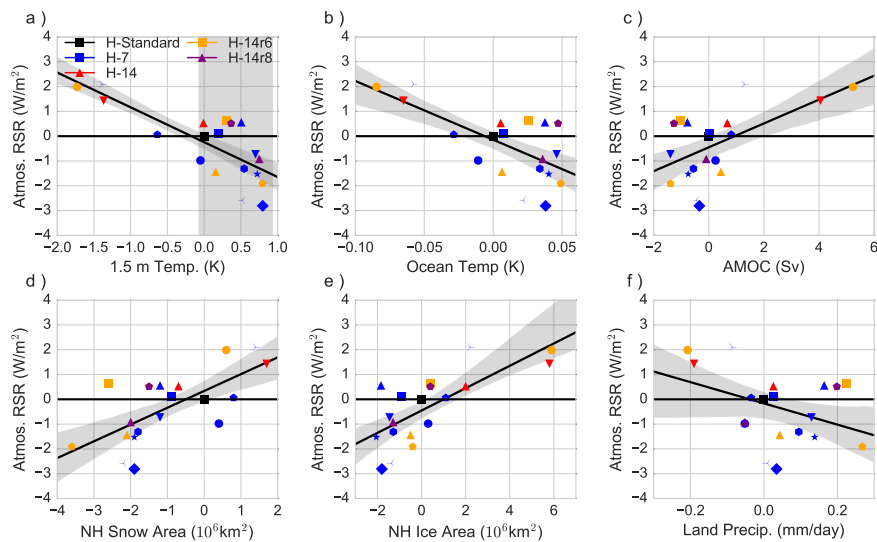 a )
b )
c )
H-Standard
H-7
H-14
H-14r6
H-14r8
Atmos. RSR (W/m²)
4
3
2
1
0
−1
−2
−3
−4
−2.0 −1.5 −1.0 −0.5 0.0 0.5 1.0
1.5 m Temp. (K)
Atmos. RSR (W/m²)
4
3
2
1
0
−1
−2
−3
−4
−0.10 −0.05 0.00 0.05
Ocean Temp (K)
Atmos. RSR (W/m²)
4
3
2
1
0
−1
−2
−3
−4
−2 0 2 4 6
AMOC (Sv)
d )
e )
f )
Atmos. RSR (W/m²)
4
3
2
1
0
−1
−2
−3
−4
−4 −3 −2 −1 0 1 2
NH Snow Area (10⁶km²)
Atmos. RSR (W/m²)
4
3
2
1
0
−1
−2
−3
−4
−2 0 2 4 6
NH Ice Area (10⁶km²)
Atmos. RSR (W/m²)
4
3
2
1
0
−1
−2
−3
−4
−0.2 0.0 0.2
Land Precip. (mm/day)